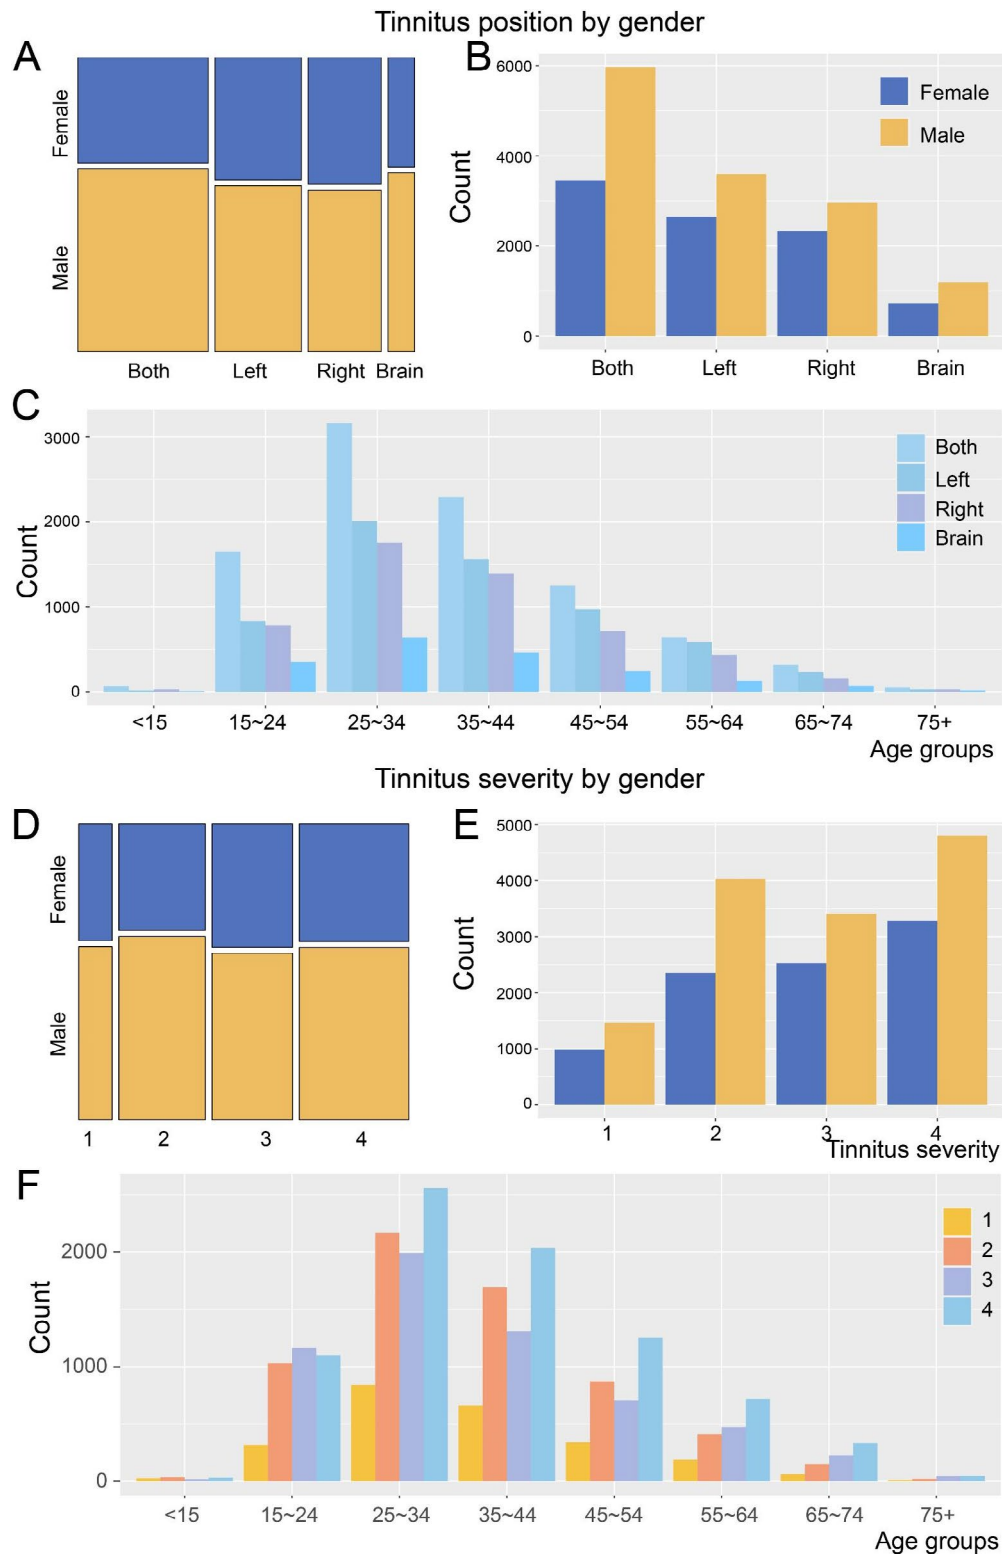 Tinnitus position by gender
A
Female
Male
Both Left Right Brain
B
6000
4000
2000
0
Count
Female
Male
Both Left Right Brain
C
3000
2000
1000
0
Count
Both
Left
Right
Brain
<15 15~24 25~34 35~44 45~54 55~64 65~74 75+
Age groups
Tinnitus severity by gender
D
Female
Male
1 2 3 4
E
5000
4000
3000
2000
1000
0
Count
1 2 3 4
Tinnitus severity
F
2000
1000
0
Count
1
2
3
4
<15 15~24 25~34 35~44 45~54 55~64 65~74 75+
Age groups